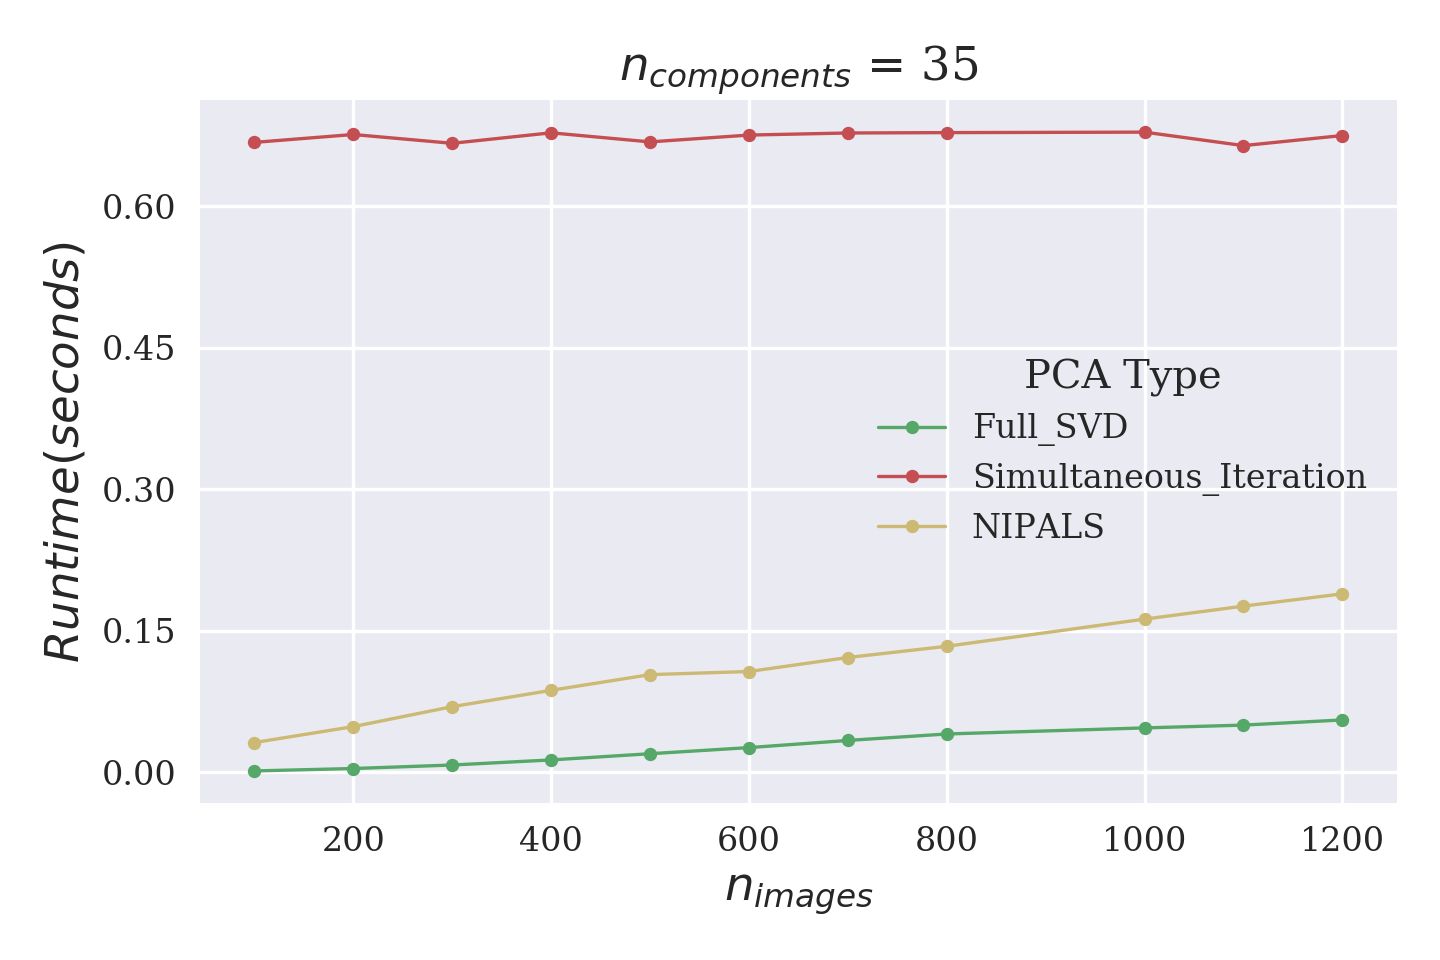 n_components = 35
Runtime(seconds)
0.60
0.45
0.30
0.15
0.00
PCA Type
Full_SVD
Simultaneous_Iteration
NIPALS
200 400 600 800 1000 1200
n_images